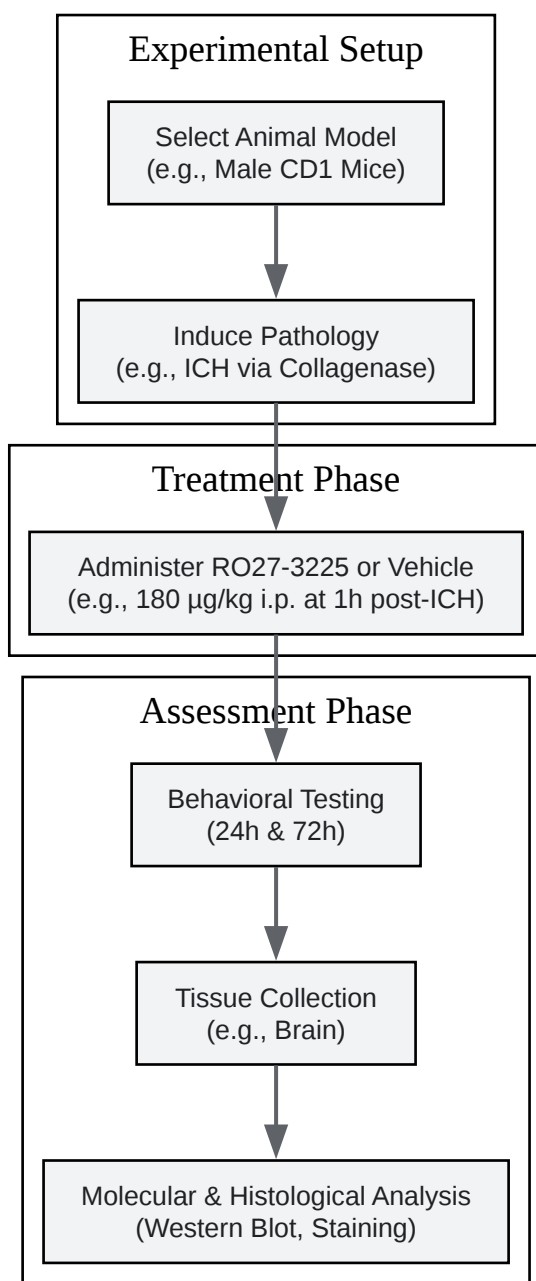 Experimental Setup
Select Animal Model
(e.g., Male CD1 Mice)
Induce Pathology
(e.g., ICH via Collagenase)
Treatment Phase
Administer RO27-3225 or Vehicle
(e.g., 180 µg/kg i.p. at 1h post-ICH)
Assessment Phase
Behavioral Testing
(24h & 72h)
Tissue Collection
(e.g., Brain)
Molecular & Histological Analysis
(Western Blot, Staining)